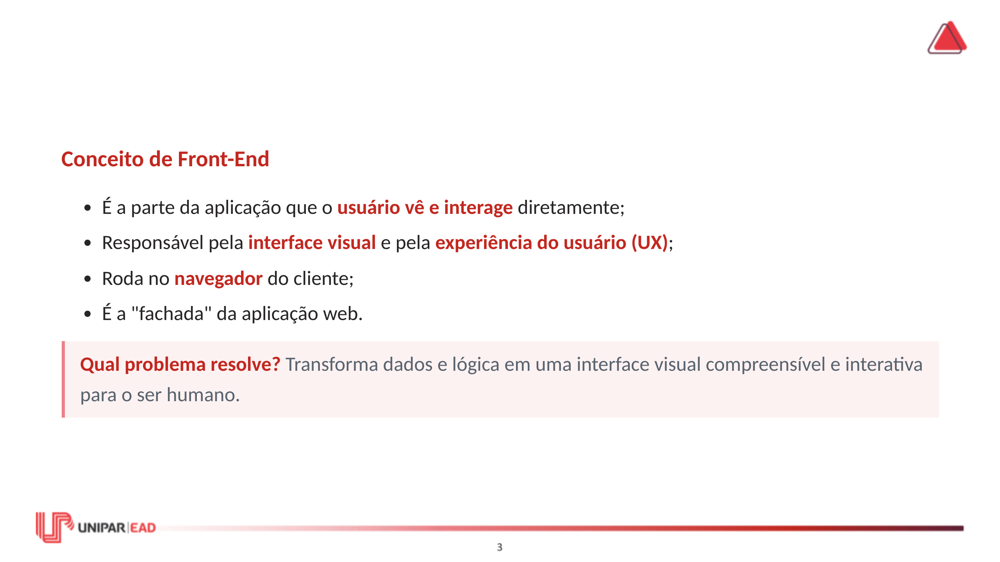 Conceito de Front-End
• É a parte da aplicação que o usuário vê e interage diretamente;
• Responsável pela interface visual e pela experiência do usuário (UX);
• Roda no navegador do cliente;
• É a "fachada" da aplicação web.
Qual problema resolve? Transforma dados e lógica em uma interface visual compreensível e interativa
para o ser humano.
UNIPAR|EAD
3